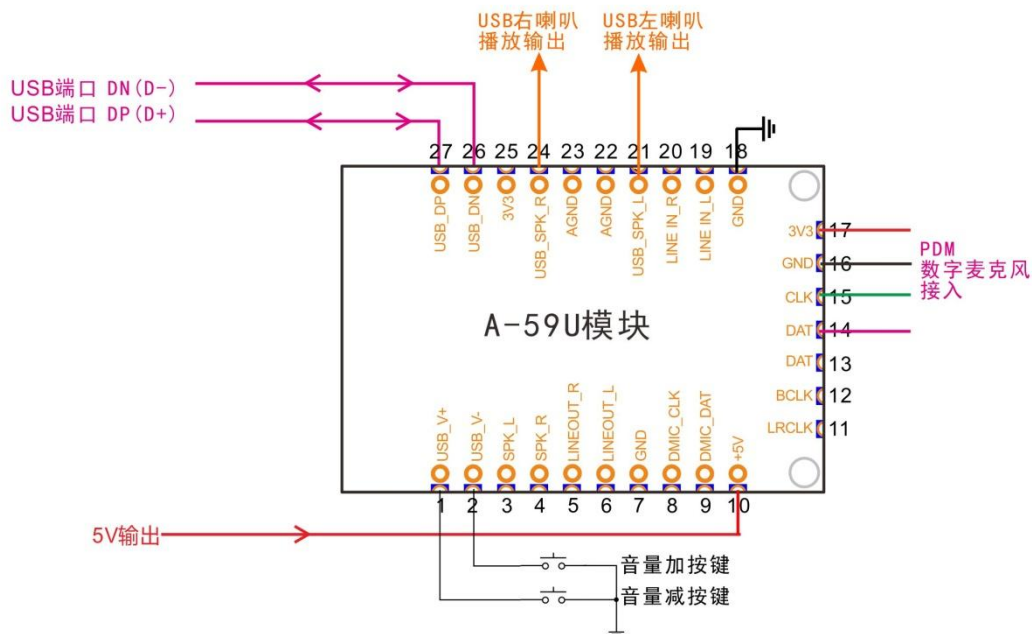 USB右喇叭 USB左喇叭
播放输出 播放输出
USB端口 DN(D-)
USB端口 DP(D+)
27 26 25 24 23 22 21 20 19 18
USB_DP USB_DN 3V3 USB_SPK_R AGND AGND USB_SPK_L LINE IN_R LINE IN_L GND
3V3 17
GND 16
CLK 15
DAT 14
DAT 13
BCLK 12
LRCLK 11
PDM
数字麦克风
接入
A-59U模块
USB_V+ USB_V- SPK_L SPK_R LINEOUT_R LINEOUT_L GND DMIC_CLK DMIC_DAT +5V
1 2 3 4 5 6 7 8 9 10
5V输出
音量加按键
音量减按键